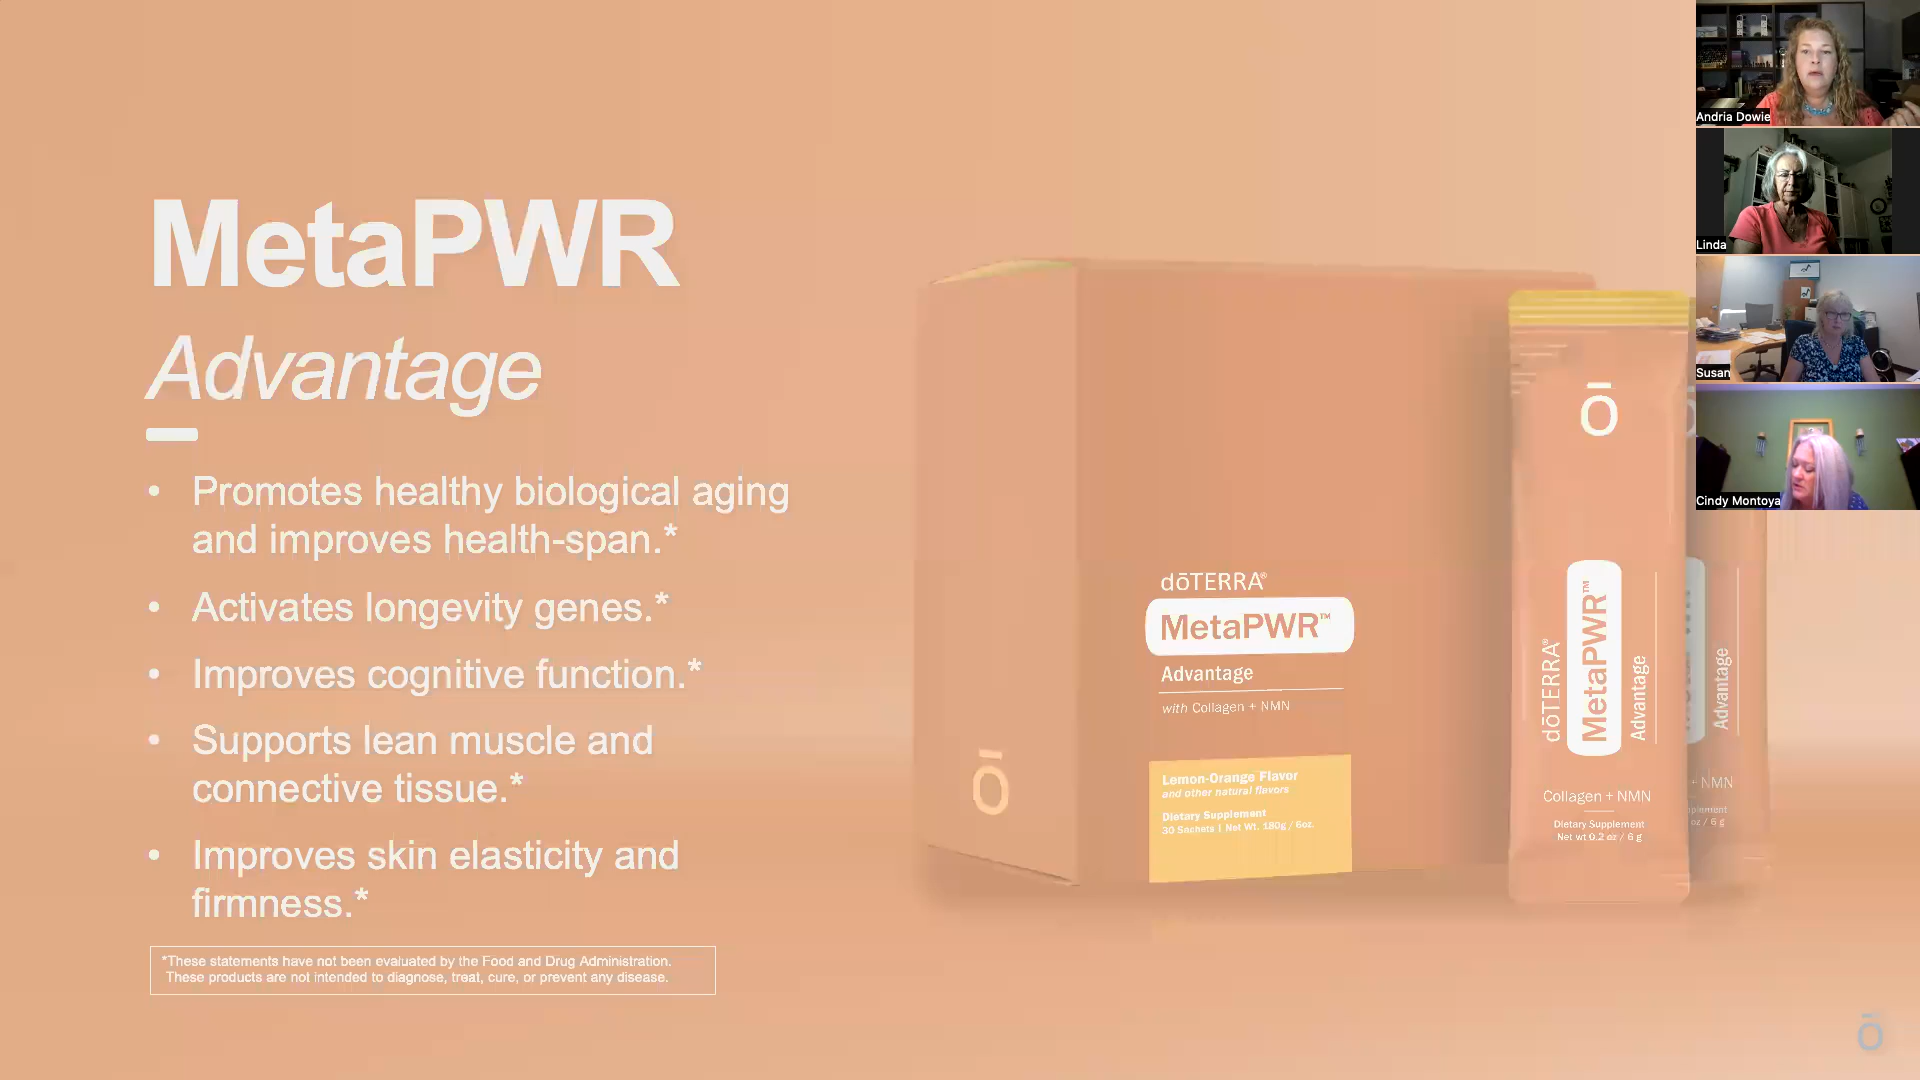 MetaPWR
Advantage
• Promotes healthy biological aging
and improves health-span.*
• Activates longevity genes.*
• Improves cognitive function.*
• Supports lean muscle and
connective tissue.*
• Improves skin elasticity and
firmness.*
*These statements have not been evaluated by the Food and Drug Administration.
These products are not intended to diagnose, treat, cure, or prevent any disease.
ō
dōTERRA®
MetaPWR™
Advantage
with Collagen + NMN
Lemon-Orange Flavor
and other natural flavors
Dietary Supplement
30 Sachets | Net Wt. 180g / 6oz.
ō
dōTERRA®
MetaPWR™
Advantage
Collagen + NMN
Dietary Supplement
Net wt 0.2 oz / 6 g
Advantage
+ NMN
oz / 6 g
Andria Dowie
Linda
Susan
Cindy Montoya
ō